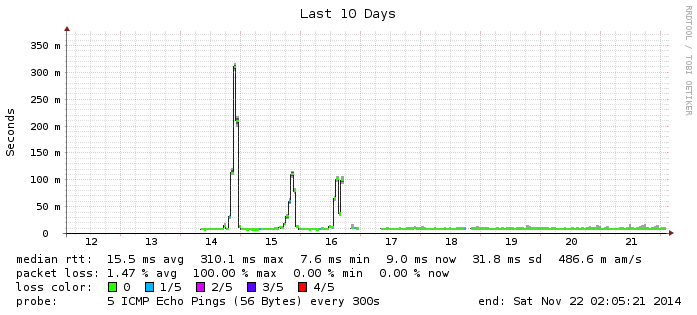 Last 10 Days
RRDTOOL / TOBI OETIKER
Seconds
350 m
300 m
250 m
200 m
150 m
100 m
50 m
0
12 13 14 15 16 17 18 19 20 21
median rtt: 15.5 ms avg 310.1 ms max 7.6 ms min 9.0 ms now 31.8 ms sd 486.6 m am/s
packet loss: 1.47 % avg 100.00 % max 0.00 % min 0.00 % now
loss color: 0 1/5 2/5 3/5 4/5
probe: 5 ICMP Echo Pings (56 Bytes) every 300s end: Sat Nov 22 02:05:21 2014